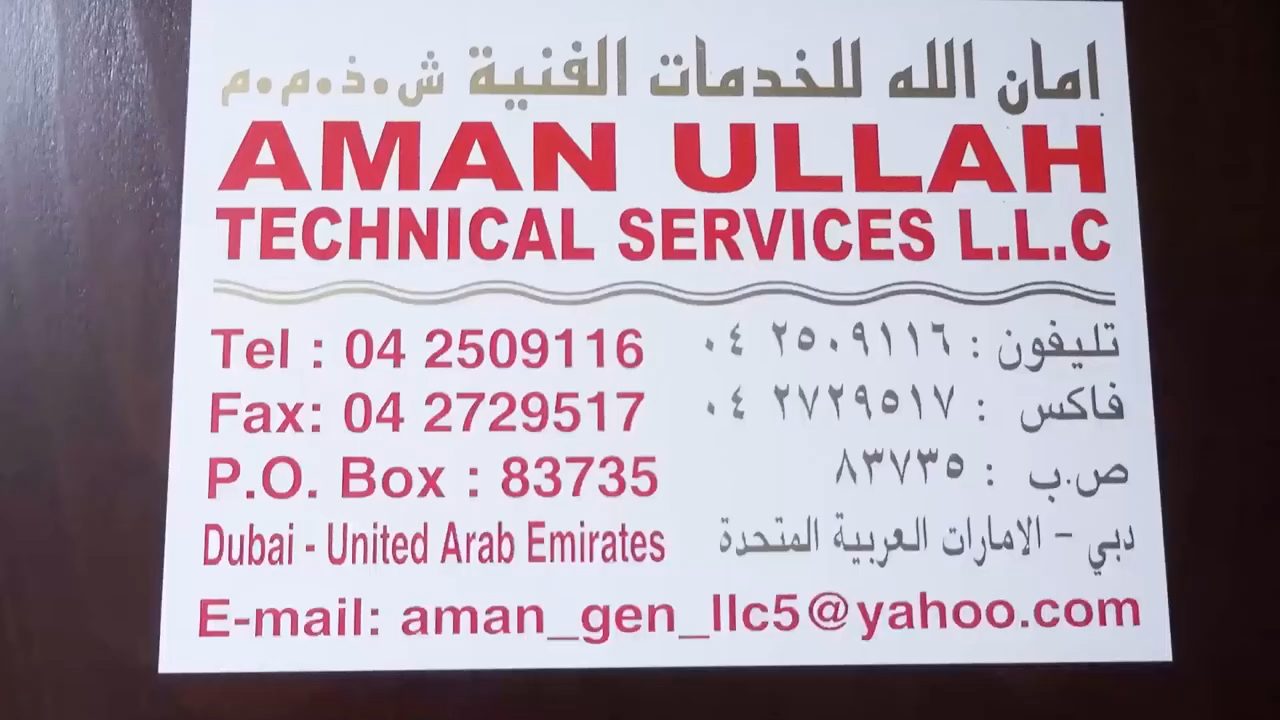 امان الله للخدمات الفنية ش.ذ.م.م
AMAN ULLAH
TECHNICAL SERVICES L.L.C
Tel : 04 2509116
تليفون : ٢٥٠٩١١٦ ٠٤
Fax: 04 2729517
فاكس : ٢٧٢٩٥١٧ ٠٤
P.O. Box : 83735
ص.ب : ٨٣٧٣٥
Dubai - United Arab Emirates
دبي - الامارات العربية المتحدة
E-mail: aman_gen_llc5@yahoo.com